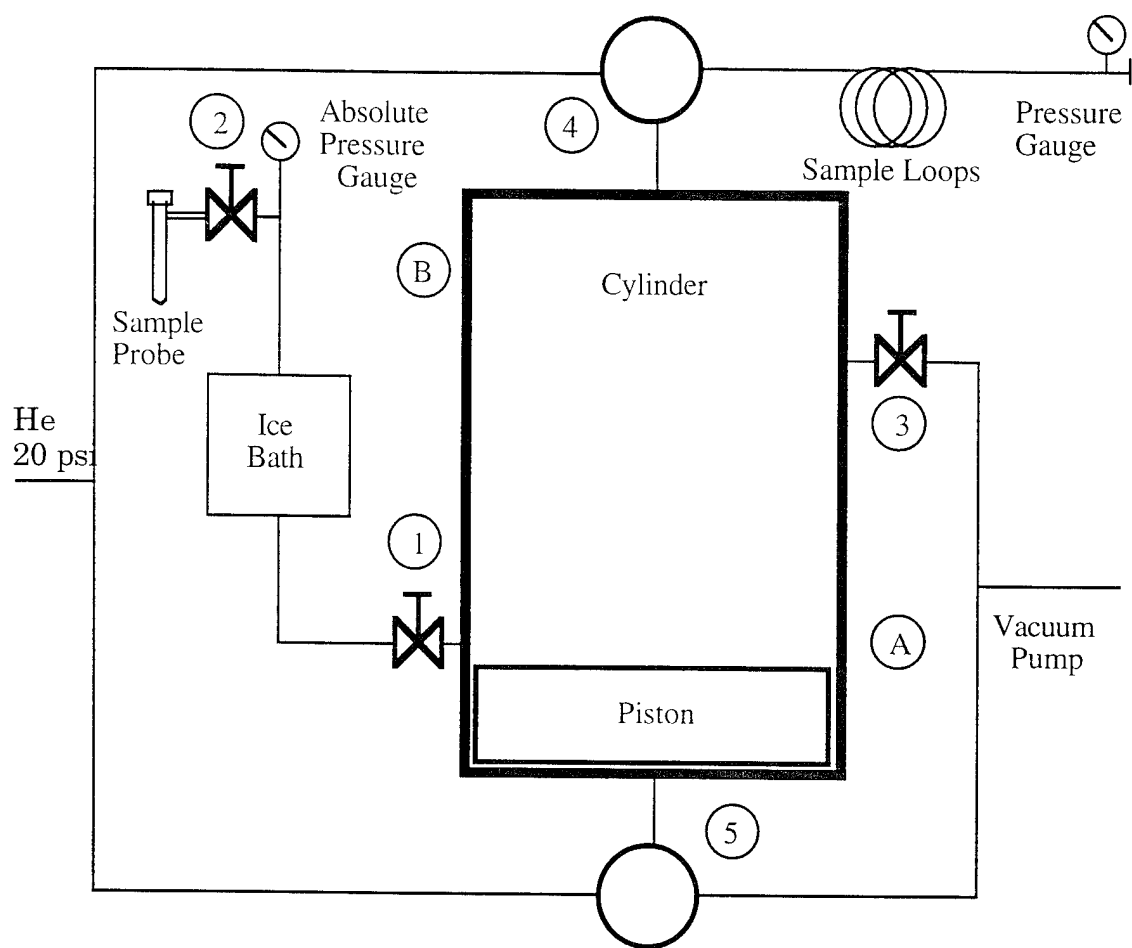 2
Absolute
Pressure
Gauge
4
Sample Loops
Pressure
Gauge
B
Cylinder
Sample
Probe
3
He
20 psi
Ice
Bath
1
A
Vacuum
Pump
Piston
5